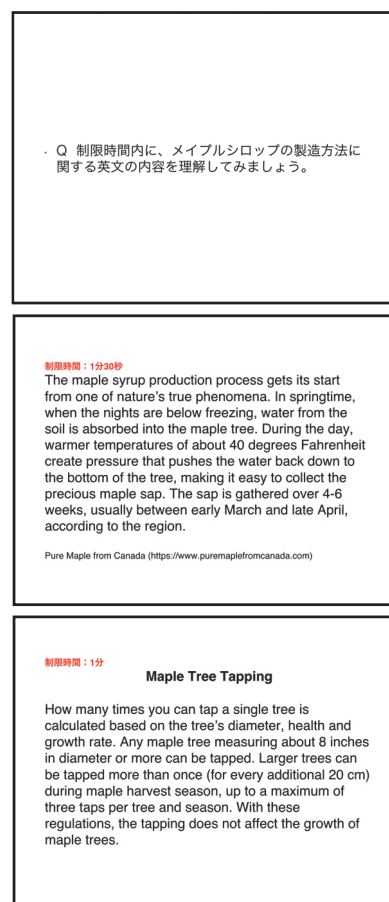 ・ Q 制限時間内に、メイプルシロップの製造方法に
関する英文の内容を理解してみましょう。
制限時間：1分30秒
The maple syrup production process gets its start
from one of nature's true phenomena. In springtime,
when the nights are below freezing, water from the
soil is absorbed into the maple tree. During the day,
warmer temperatures of about 40 degrees Fahrenheit
create pressure that pushes the water back down to
the bottom of the tree, making it easy to collect the
precious maple sap. The sap is gathered over 4-6
weeks, usually between early March and late April,
according to the region.
Pure Maple from Canada (https://www.puremaplefromcanada.com)
制限時間：1分
Maple Tree Tapping
How many times you can tap a single tree is
calculated based on the tree's diameter, health and
growth rate. Any maple tree measuring about 8 inches
in diameter or more can be tapped. Larger trees can
be tapped more than once (for every additional 20 cm)
during maple harvest season, up to a maximum of
three taps per tree and season. With these
regulations, the tapping does not affect the growth of
maple trees.